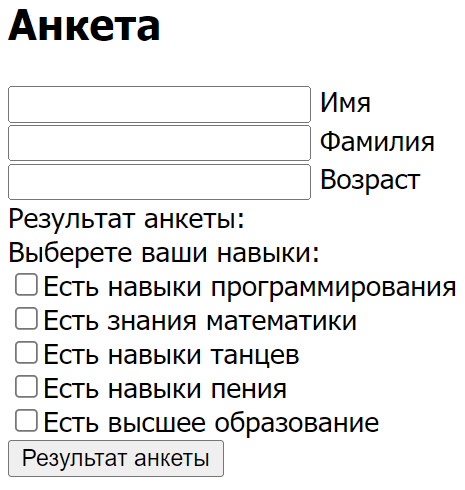 Анкета
Имя
Фамилия
Возраст
Результат анкеты:
Выберете ваши навыки:
Есть навыки программирования
Есть знания математики
Есть навыки танцев
Есть навыки пения
Есть высшее образование
Результат анкеты